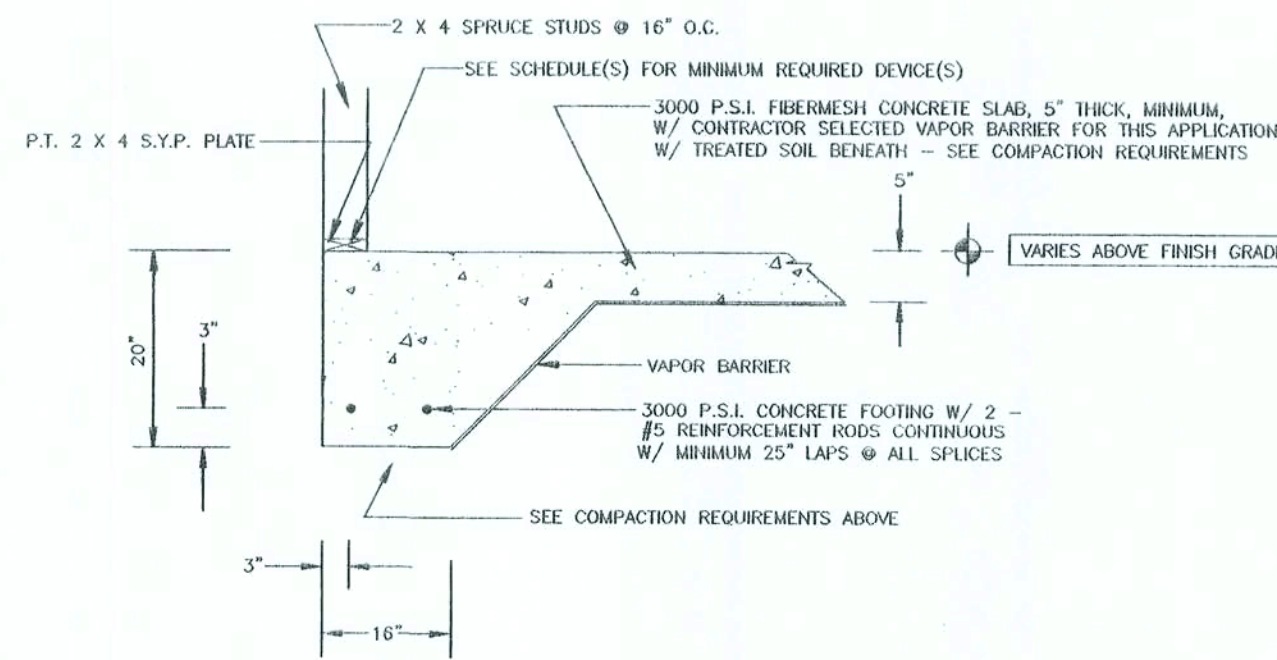 2 X 4 SPRUCE STUDS @ 16" O.C.
SEE SCHEDULE(S) FOR MINIMUM REQUIRED DEVICE(S)
3000 P.S.I. FIBERMESH CONCRETE SLAB, 5" THICK, MINIMUM,
W/ CONTRACTOR SELECTED VAPOR BARRIER FOR THIS APPLICATION
W/ TREATED SOIL BENEATH – SEE COMPACTION REQUIREMENTS
P.T. 2 X 4 S.Y.P. PLATE
5"
VARIES ABOVE FINISH GRAD
20"
3"
VAPOR BARRIER
3000 P.S.I. CONCRETE FOOTING W/ 2 –
#5 REINFORCEMENT RODS CONTINUOUS
W/ MINIMUM 25" LAPS @ ALL SPLICES
SEE COMPACTION REQUIREMENTS ABOVE
3"
16"